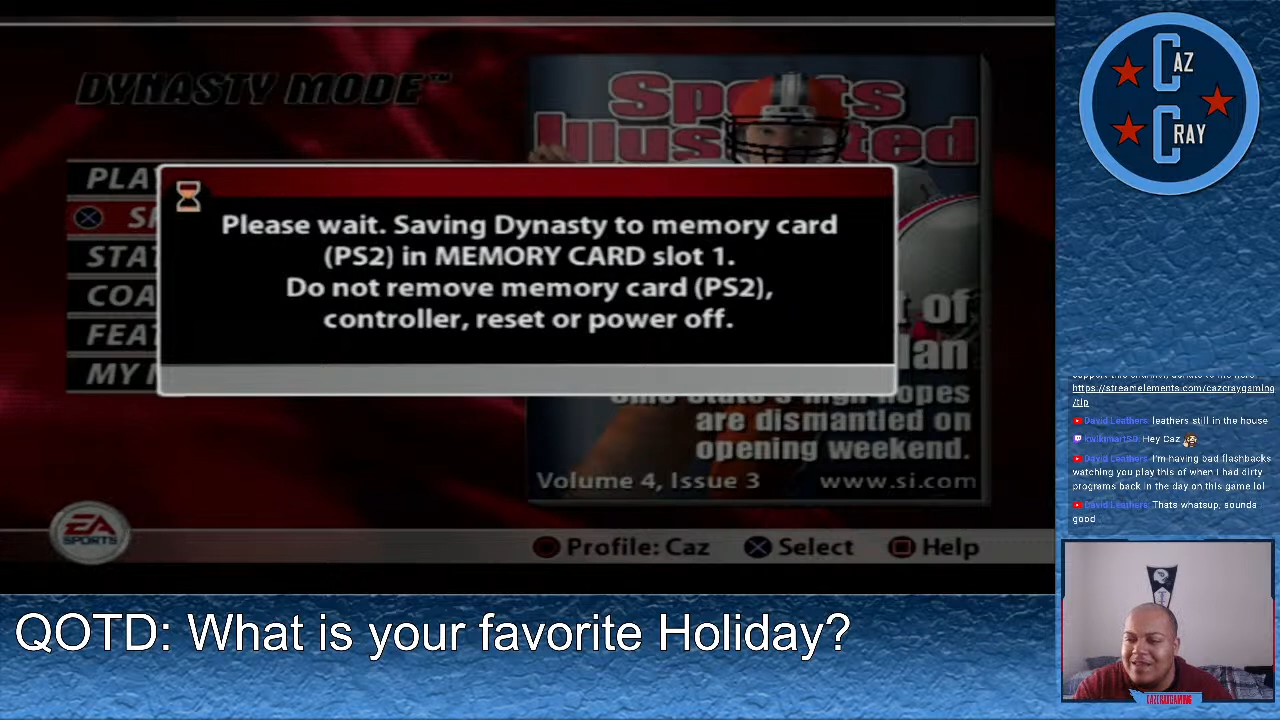 DYNASTY MODE™
Sports
Illustrated
PLA
STAT
COA
FEAT
MY
Please wait. Saving Dynasty to memory card
(PS2) in MEMORY CARD slot 1.
Do not remove memory card (PS2),
controller, reset or power off.
t of
lan
are dismantled on
opening weekend.
Volume 4, Issue 3 www.si.com
EA
SPORTS
Profile: Caz Select Help
QOTD: What is your favorite Holiday?
CAZ
CRAY
https://streamelements.com/cazcraygaming
/tip
David Leathers: leathers still in the house
kwikmartSD: Hey Caz
David Leathers: I'm having bad flashbacks
watching you play this of when I had dirty
programs back in the day on this game lol
David Leathers: Thats whatsup, sounds
good
CAZCRAYGAMING